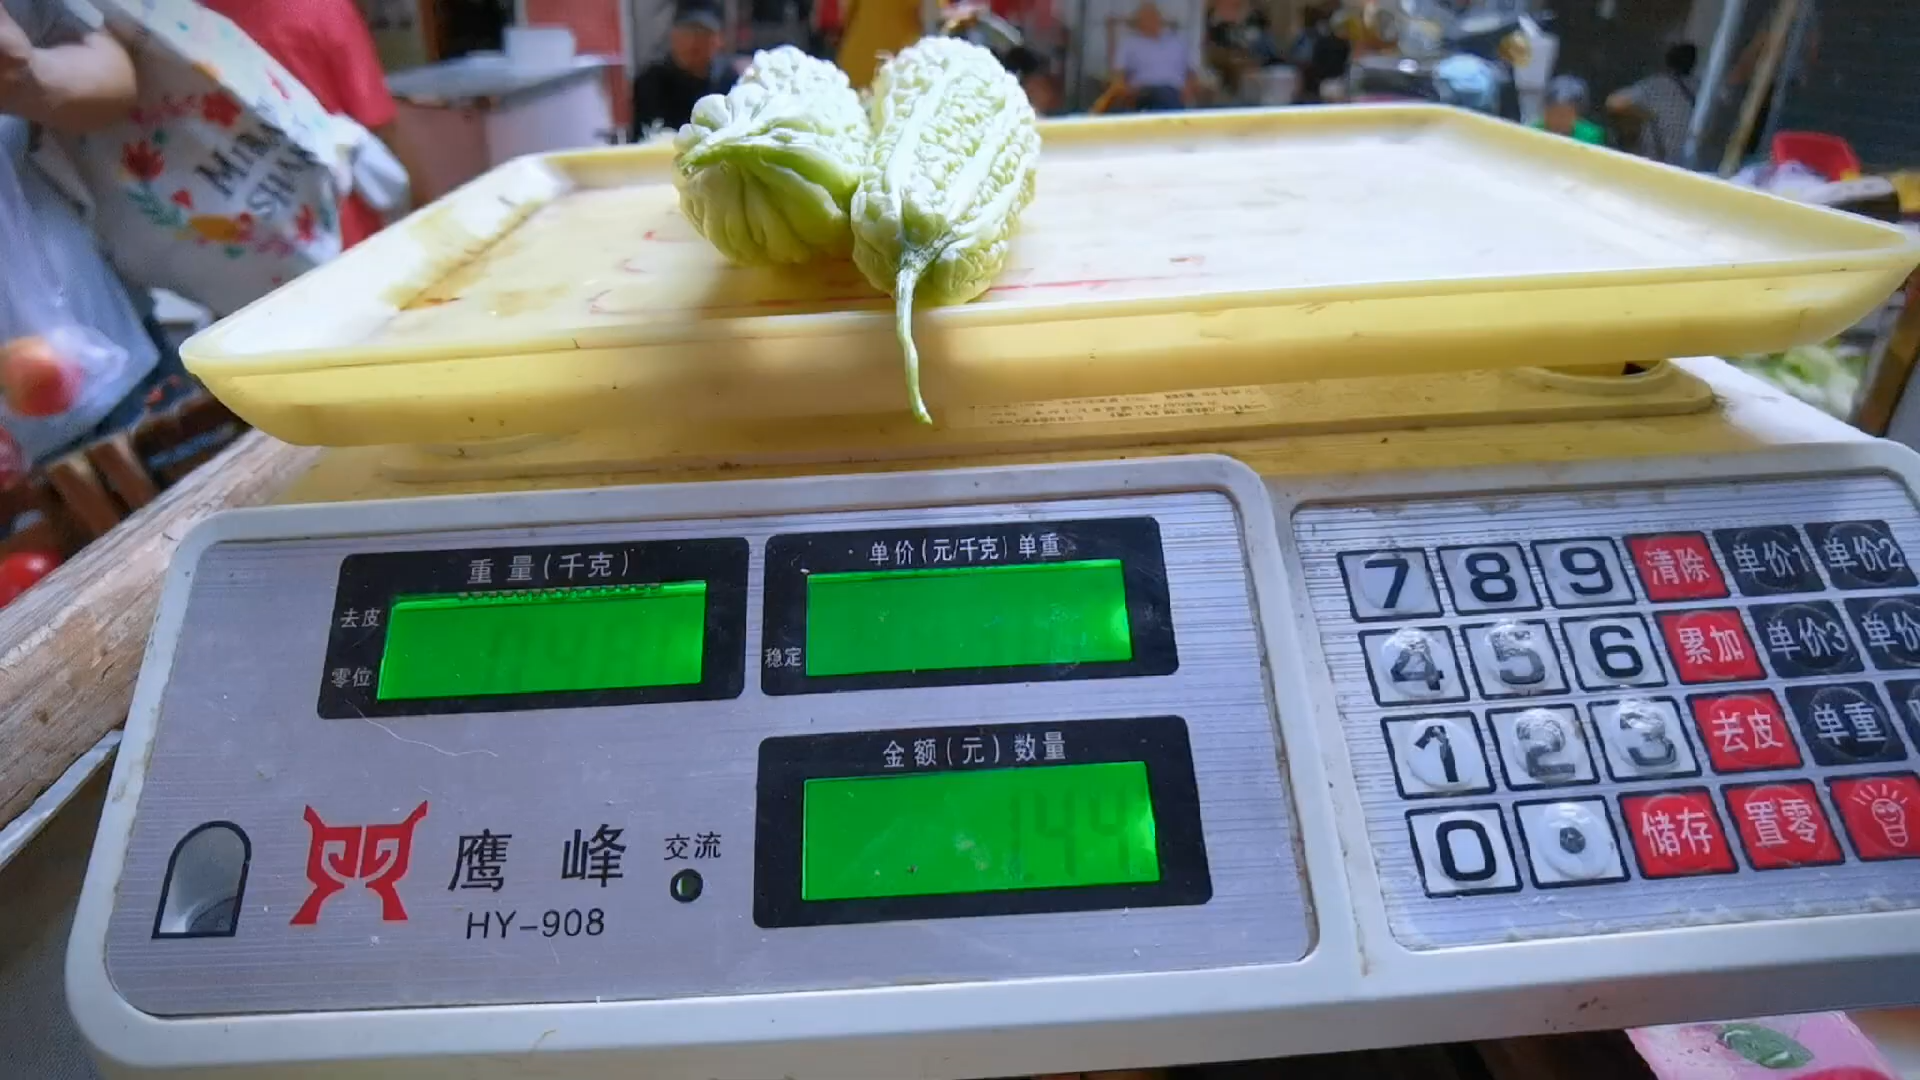 重量(千克)
去皮
零位
单价(元/千克) 单重
稳定
金额(元) 数量
144
鹰峰
HY-908
交流
7 8 9 清除 单价1 单价2
4 5 6 累加 单价3 单价
1 2 3 去皮 单重
0 . 储存 置零